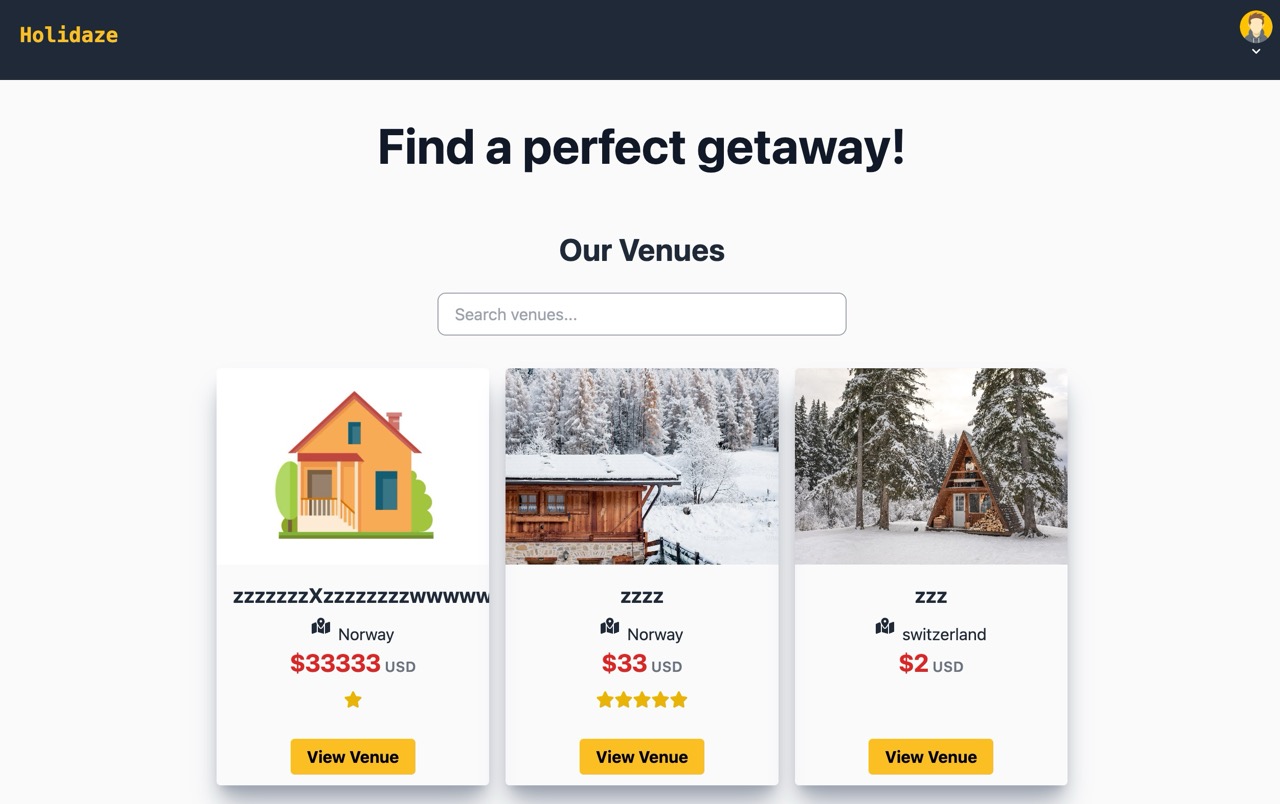 Holidaze
Find a perfect getaway!
Our Venues
Search venues...
zzzzzzzXzzzzzzzzwwwww
Norway
$33333 USD
View Venue
zzzz
Norway
$33 USD
View Venue
zzz
switzerland
$2 USD
View Venue